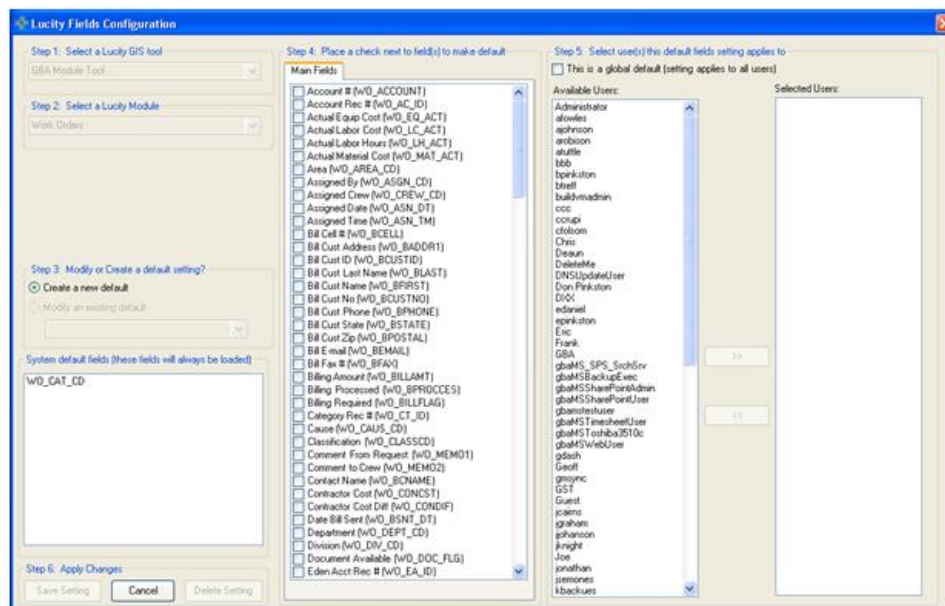 Lucity Fields Configuration
Step 1: Select a Lucity GIS tool
GBA Module Tool
Step 2: Select a Lucity Module
Work Orders
Step 3: Modify or Create a default setting?
Create a new default
Modify an existing default
System default fields (these fields will always be loaded)
WO_CAT_CD
Step 6: Apply Changes
Save Setting
Cancel
Delete Setting
Step 4: Place a check next to field(s) to make default
Main Fields
Account # (WO_ACCOUNT)
Account Rec # (WO_AC_ID)
Actual Equip Cost (WO_EQ_ACT)
Actual Labor Cost (WO_LC_ACT)
Actual Labor Hours (WO_LH_ACT)
Actual Material Cost (WO_MAT_ACT)
Area (WO_AREA_CD)
Assigned By (WO_ASGN_CD)
Assigned Crew (WO_CREW_CD)
Assigned Date (WO_ASN_DT)
Assigned Time (WO_ASN_TM)
Bill Cell # (WO_BCELL)
Bill Cust Address (WO_BADDR1)
Bill Cust ID (WO_BCUSTID)
Bill Cust Last Name (WO_BLAST)
Bill Cust Name (WO_BFIRST)
Bill Cust No (WO_BCUSTNO)
Bill Cust Phone (WO_BPHONE)
Bill Cust State (WO_BSTATE)
Bill Cust Zip (WO_BPOSTAL)
Bill E-mail (WO_BEMAIL)
Bill Fax # (WO_BFAX)
Billing Amount (WO_BILLAMT)
Billing Processed (WO_BPROCCES)
Billing Required (WO_BILLFLAG)
Category Rec # (WO_CT_ID)
Cause (WO_CAUS_CD)
Classification (WO_CLASSCD)
Comment From Request (WO_MEMO1)
Comment to Crew (WO_MEMO2)
Contact Name (WO_BCNAME)
Contractor Cost (WO_CONCST)
Contractor Cost Diff (WO_CONDIF)
Date Bill Sent (WO_BSNT_DT)
Department (WO_DEPT_CD)
Division (WO_DIV_CD)
Document Available (WO_DOC_FLG)
Eden Acct Rec # (WO_EA_ID)
Step 5: Select user(s) this default fields setting applies to
This is a global default (setting applies to all users)
Available Users:
Administrator
afowles
ajohnson
arobison
atuttle
bbb
bpinkston
btreff
buildvmadmin
ccc
ccrupi
cfolsom
Chris
Deaun
DeleteMe
DNSUpdateUser
Don Pinkston
DXX
edaniel
epinkston
Eric
Frank
GBA
gbaMS_SPS_SrchSrv
gbaMSBackupExec
gbaMSSharePointAdmin
gbaMSSharePointUser
gbamstestuser
gbaMSTimesheetUser
gbaMSToshiba3510c
gbaMSWebUser
gdash
Geoff
gmsync
GST
Guest
jcairns
jgraham
jjohanson
jknight
Joe
jonathan
jsemones
kbackues
>>
<<
Selected Users: